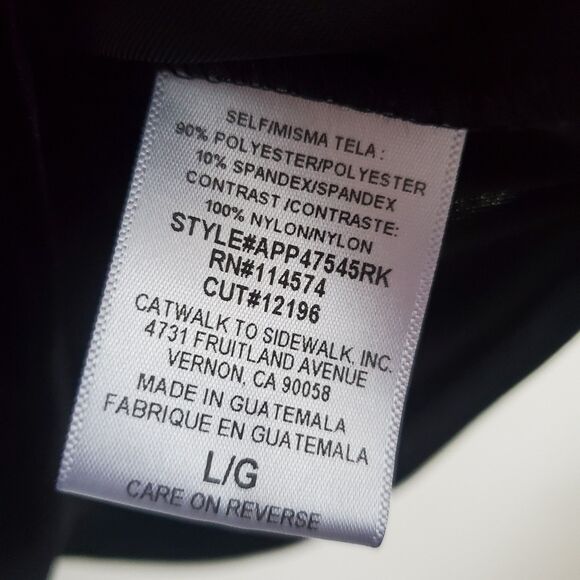 SELF/MISMA TELA :
90% POLYESTER/POLYESTER
10% SPANDEX/SPANDEX
CONTRAST /CONTRASTE:
100% NYLON/NYLON
STYLE#APP47545RK
RN#114574
CUT#12196
CATWALK TO SIDEWALK, INC.
4731 FRUITLAND AVENUE
VERNON, CA 90058
MADE IN GUATEMALA
FABRIQUE EN GUATEMALA
L/G
CARE ON REVERSE